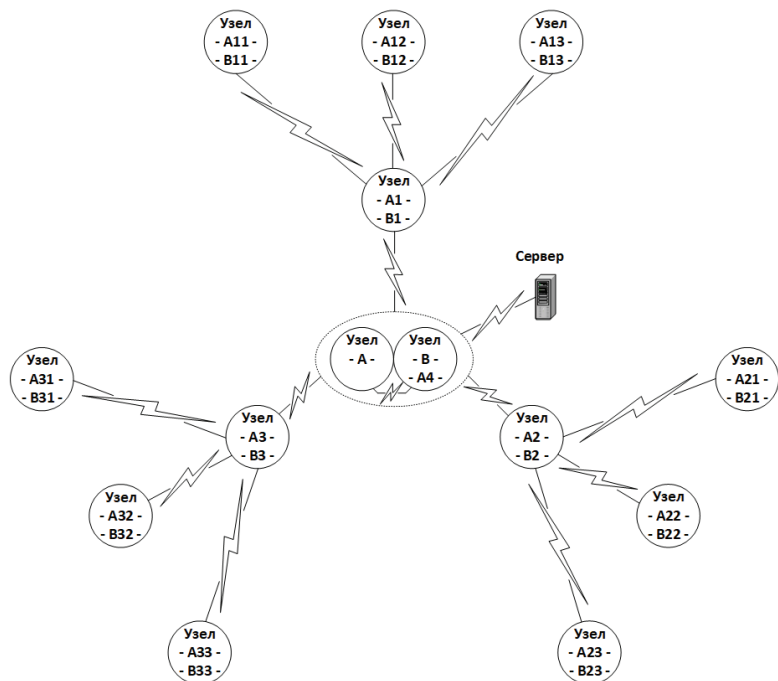 Узел
- A11 -
- B11 -
Узел
- A12 -
- B12 -
Узел
- A13 -
- B13 -
Узел
- A1 -
- B1 -
Сервер
Узел
- A -
Узел
- B -
- A4 -
Узел
- A31 -
- B31 -
Узел
- A21 -
- B21 -
Узел
- A3 -
- B3 -
Узел
- A2 -
- B2 -
Узел
- A32 -
- B32 -
Узел
- A22 -
- B22 -
Узел
- A33 -
- B33 -
Узел
- A23 -
- B23 -